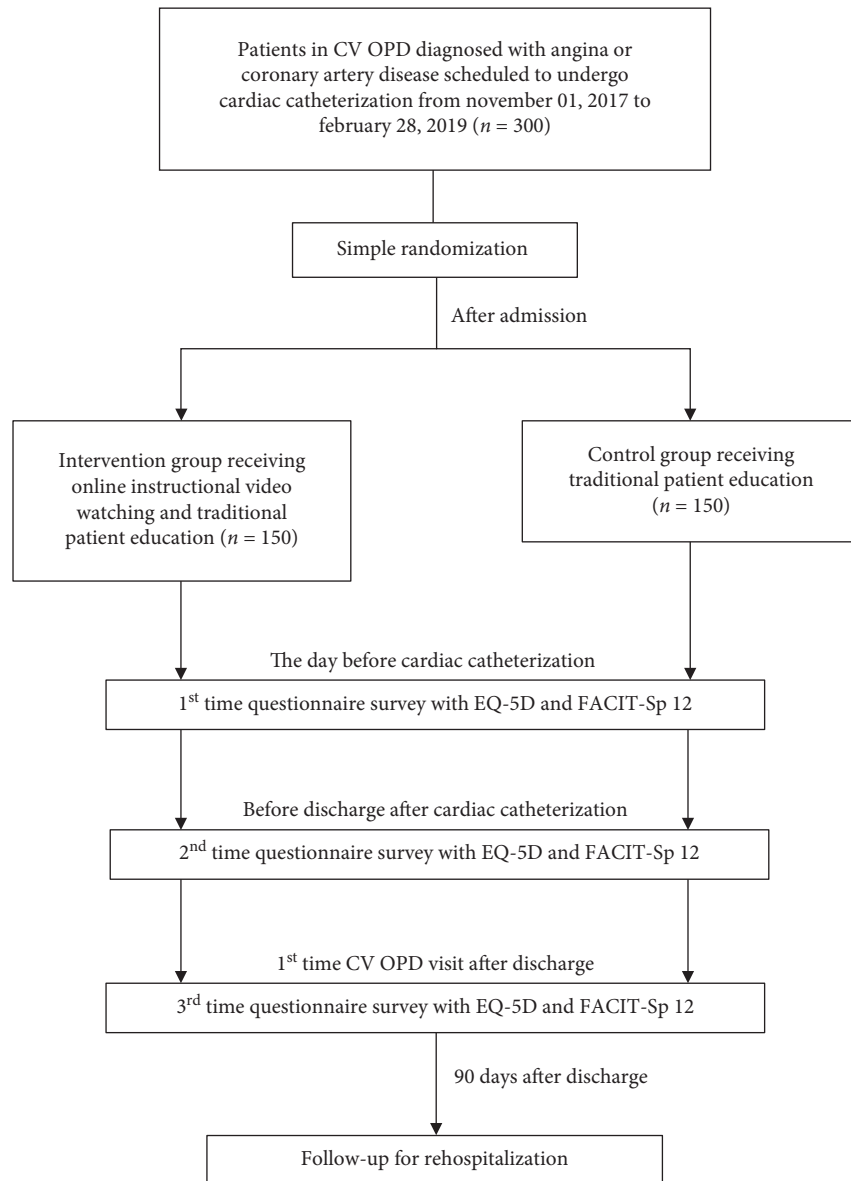 Patients in CV OPD diagnosed with angina or
coronary artery disease scheduled to undergo
cardiac catheterization from november 01, 2017 to
february 28, 2019 (n = 300)
Simple randomization
After admission
Intervention group receiving
online instructional video
watching and traditional
patient education (n = 150)
Control group receiving
traditional patient education
(n = 150)
The day before cardiac catheterization
1st time questionnaire survey with EQ-5D and FACIT-Sp 12
Before discharge after cardiac catheterization
2nd time questionnaire survey with EQ-5D and FACIT-Sp 12
1st time CV OPD visit after discharge
3rd time questionnaire survey with EQ-5D and FACIT-Sp 12
90 days after discharge
Follow-up for rehospitalization